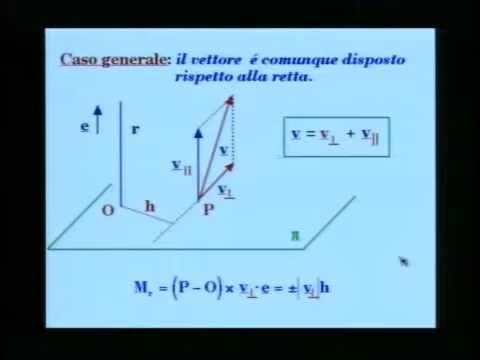 Caso generale: il vettore é comunque disposto
rispetto alla retta.
e
r
v∥
v
v⊥
v = v⊥ + v∥
O
h
P
π
Mr = (P – O) × v⊥ · e = ±|v⊥|h